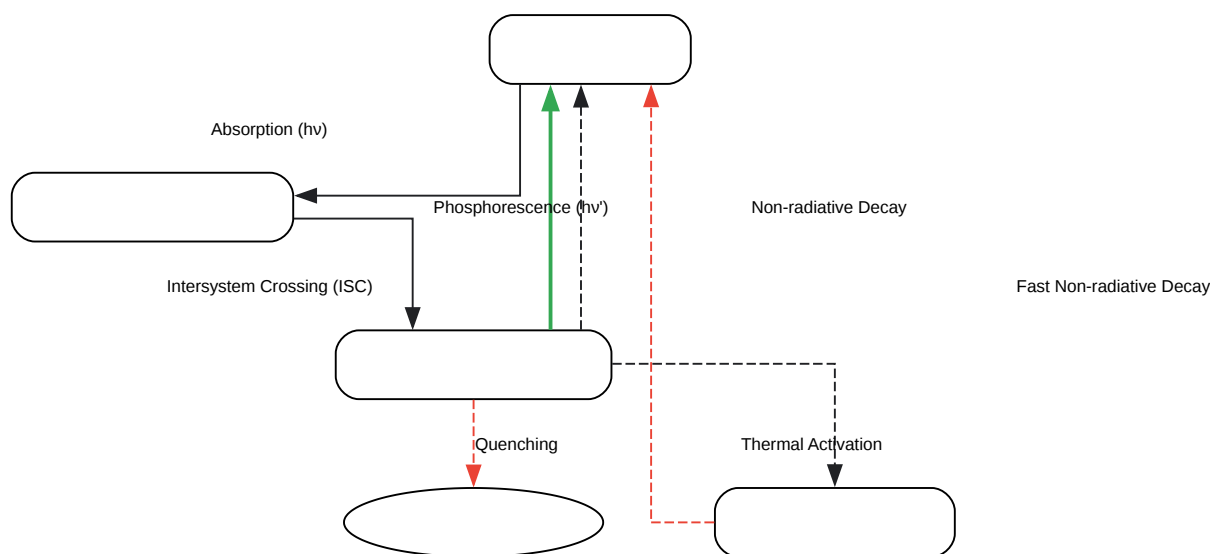 Absorption (hν)
Phosphorescence (hν')
Non-radiative Decay
Intersystem Crossing (ISC)
Fast Non-radiative Decay
Quenching
Thermal Activation